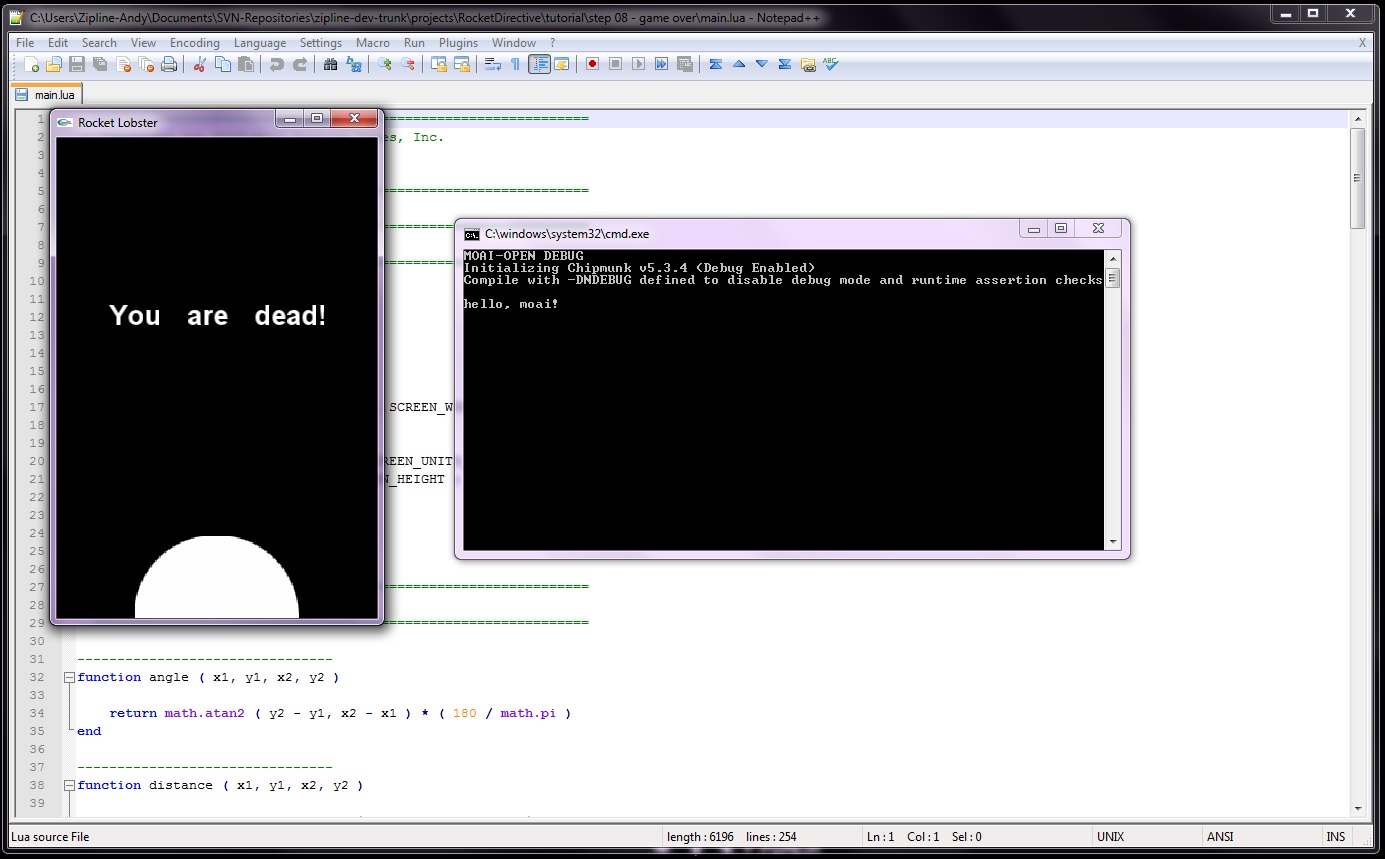 C:\Users\Zipline-Andy\Documents\SVN-Repositories\zipline-dev-trunk\projects\RocketDirective\tutorial\step 08 - game over\main.lua - Notepad++
File Edit Search View Encoding Language Settings Macro Run Plugins Window ? X
main.lua
1 ==========================
2 es, Inc.
3
4
5 ==========================
6
7
8
9 ==========================
10
11
12
13
14
15
16
17 SCREEN_W
18
19
20 REEN_UNIT
21 N_HEIGHT
22
23
24
25
26
27 ==========================
28
29 ==========================
30
31 --------------------------------
32 function angle ( x1, y1, x2, y2 )
33
34 return math.atan2 ( y2 - y1, x2 - x1 ) * ( 180 / math.pi )
35 end
36
37 --------------------------------
38 function distance ( x1, y1, x2, y2 )
39
Rocket Lobster
You are dead!
C:\windows\system32\cmd.exe
MOAI-OPEN DEBUG
Initializing Chipmunk v5.3.4 (Debug Enabled)
Compile with -DNDEBUG defined to disable debug mode and runtime assertion checks
hello, moai!
Lua source File length : 6196 lines : 254 Ln : 1 Col : 1 Sel : 0 UNIX ANSI INS